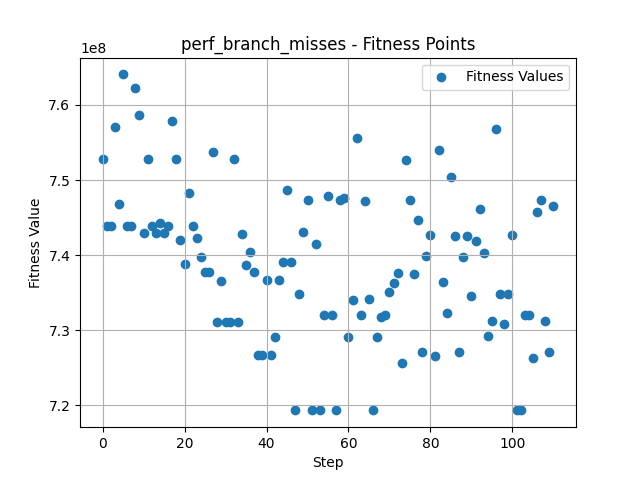 perf_branch_misses - Fitness Points
1e8
Fitness Values
7.6
7.5
7.4
7.3
7.2
Fitness Value
0 20 40 60 80 100
Step